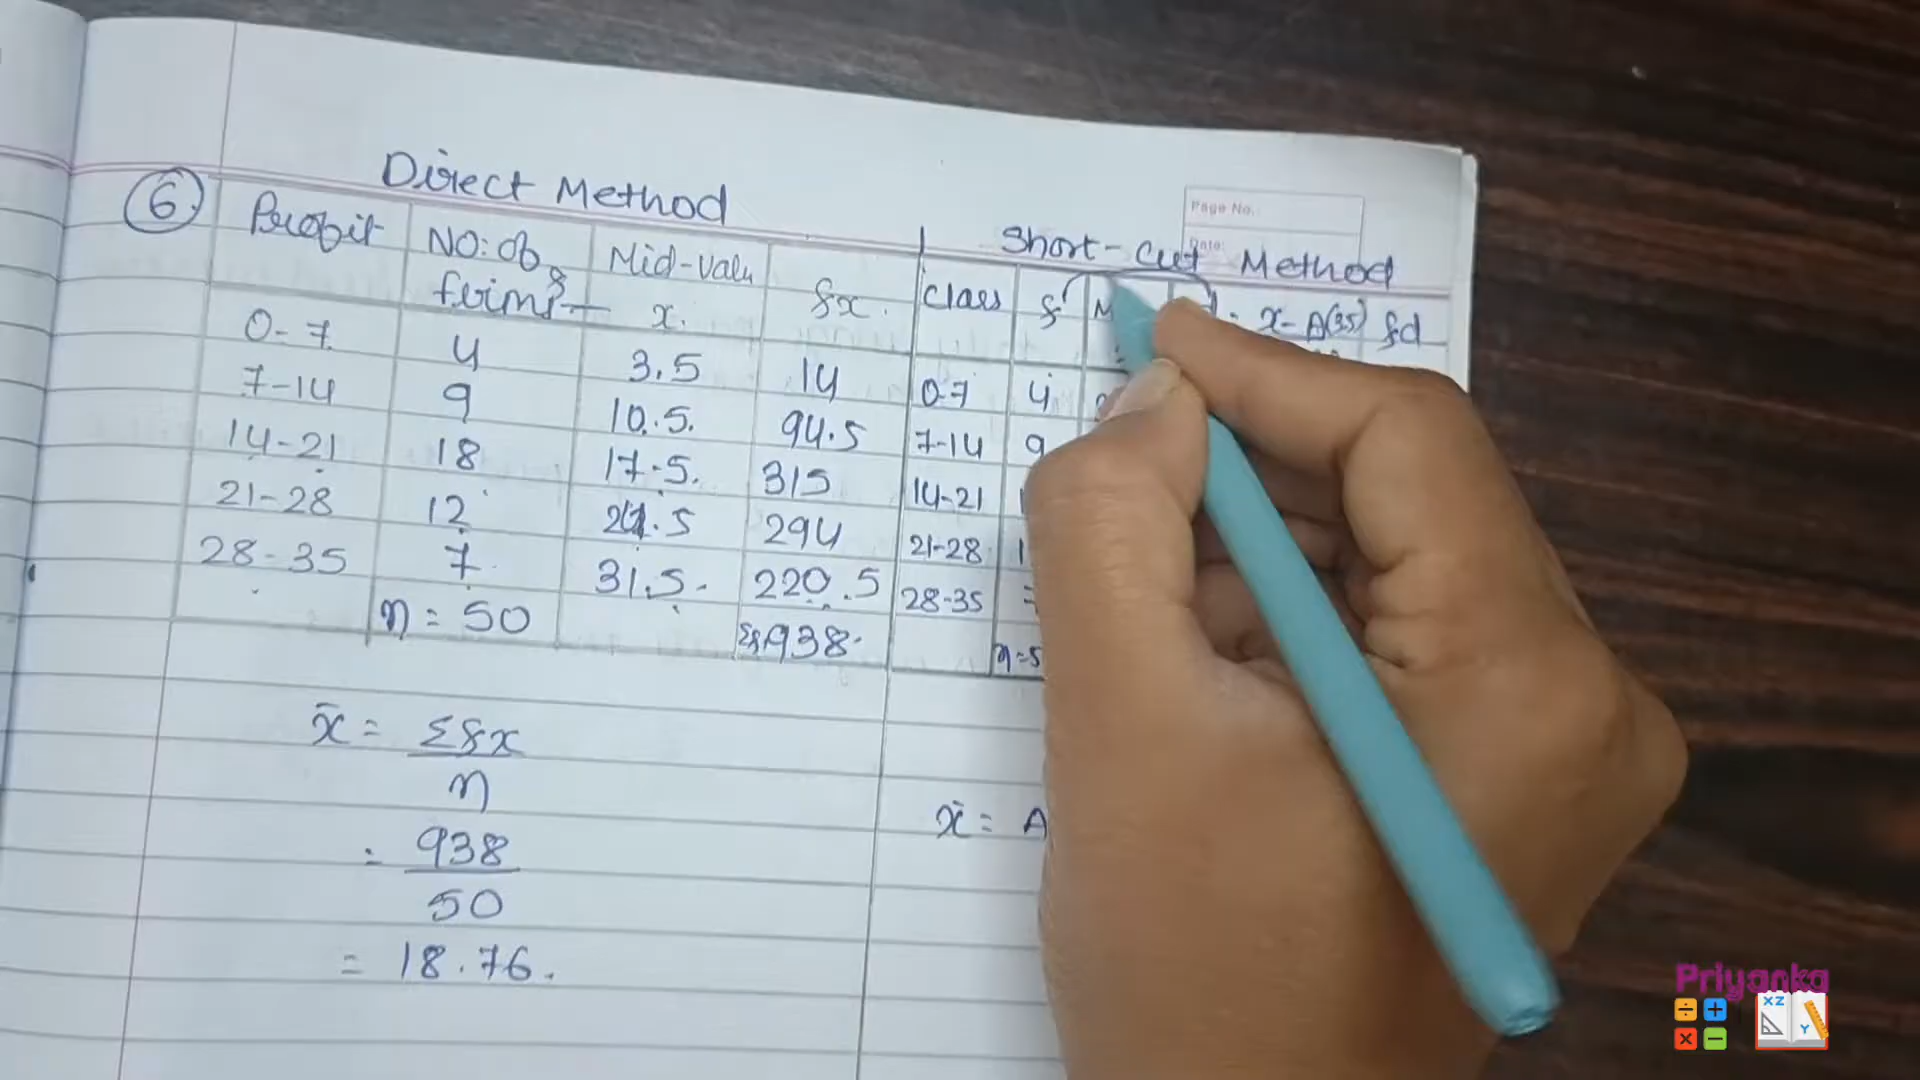 Page No.:
Date:
Direct Method
Short-Cut Method
6. Profit No: of firms f Mid-valu x. fx.
Class f d. x-A(35) fd
0-7 4 3.5 14
0-7 4
7-14 9 10.5. 94.5
7-14 9
14-21 18 17.5. 315
14-21
21-28 12 24.5 294
21-28
28-35 7. 31.5. 220.5
28-35
n = 50 938.
n=5
x̄ = Σfx
n
x̄ = A
= 938
50
= 18.76.
Priyanka
XZ
Y